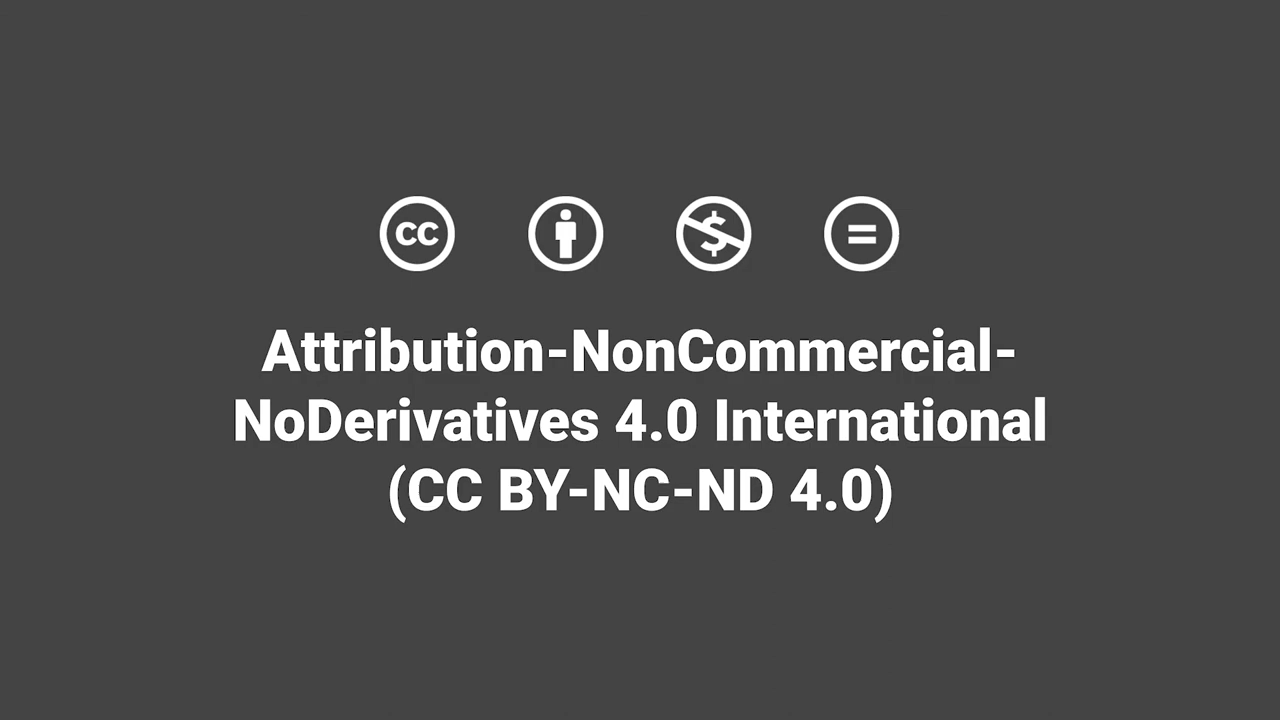 cc
Attribution-NonCommercial-
NoDerivatives 4.0 International
(CC BY-NC-ND 4.0)